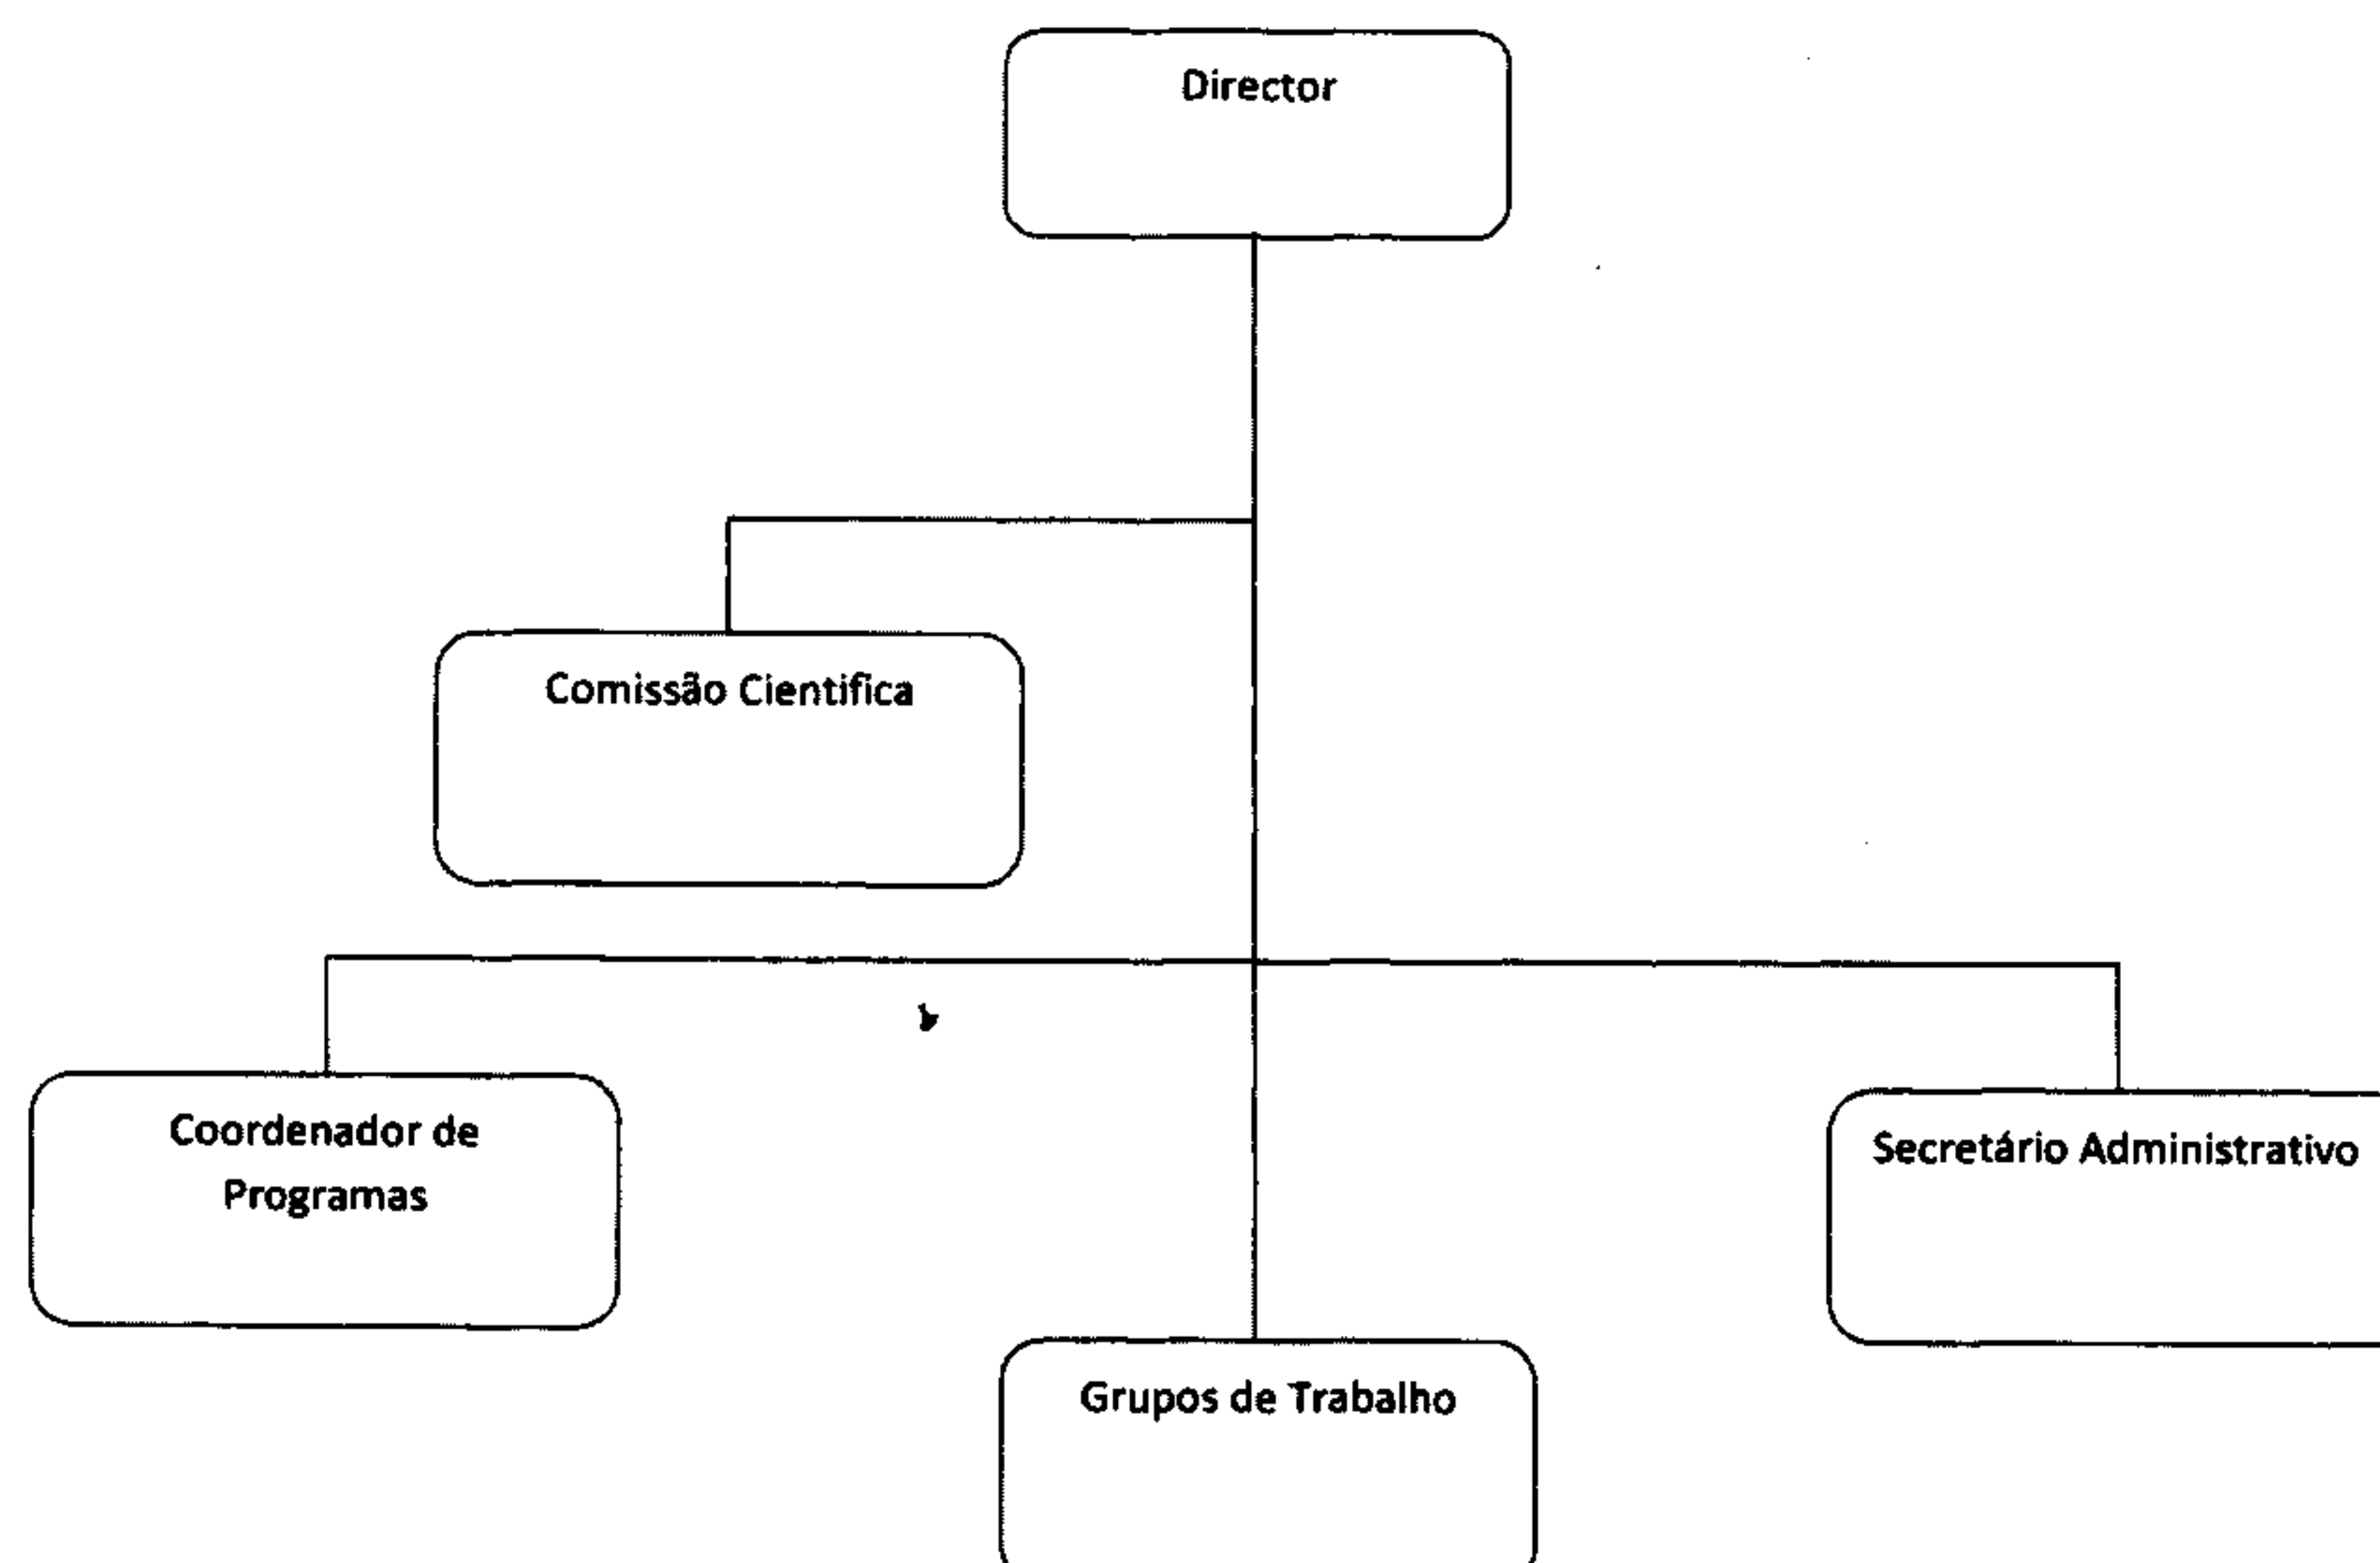 Director
Comissão Cientifica
Coordenador de
Programas
Secretário Administrativo
Grupos de Trabalho